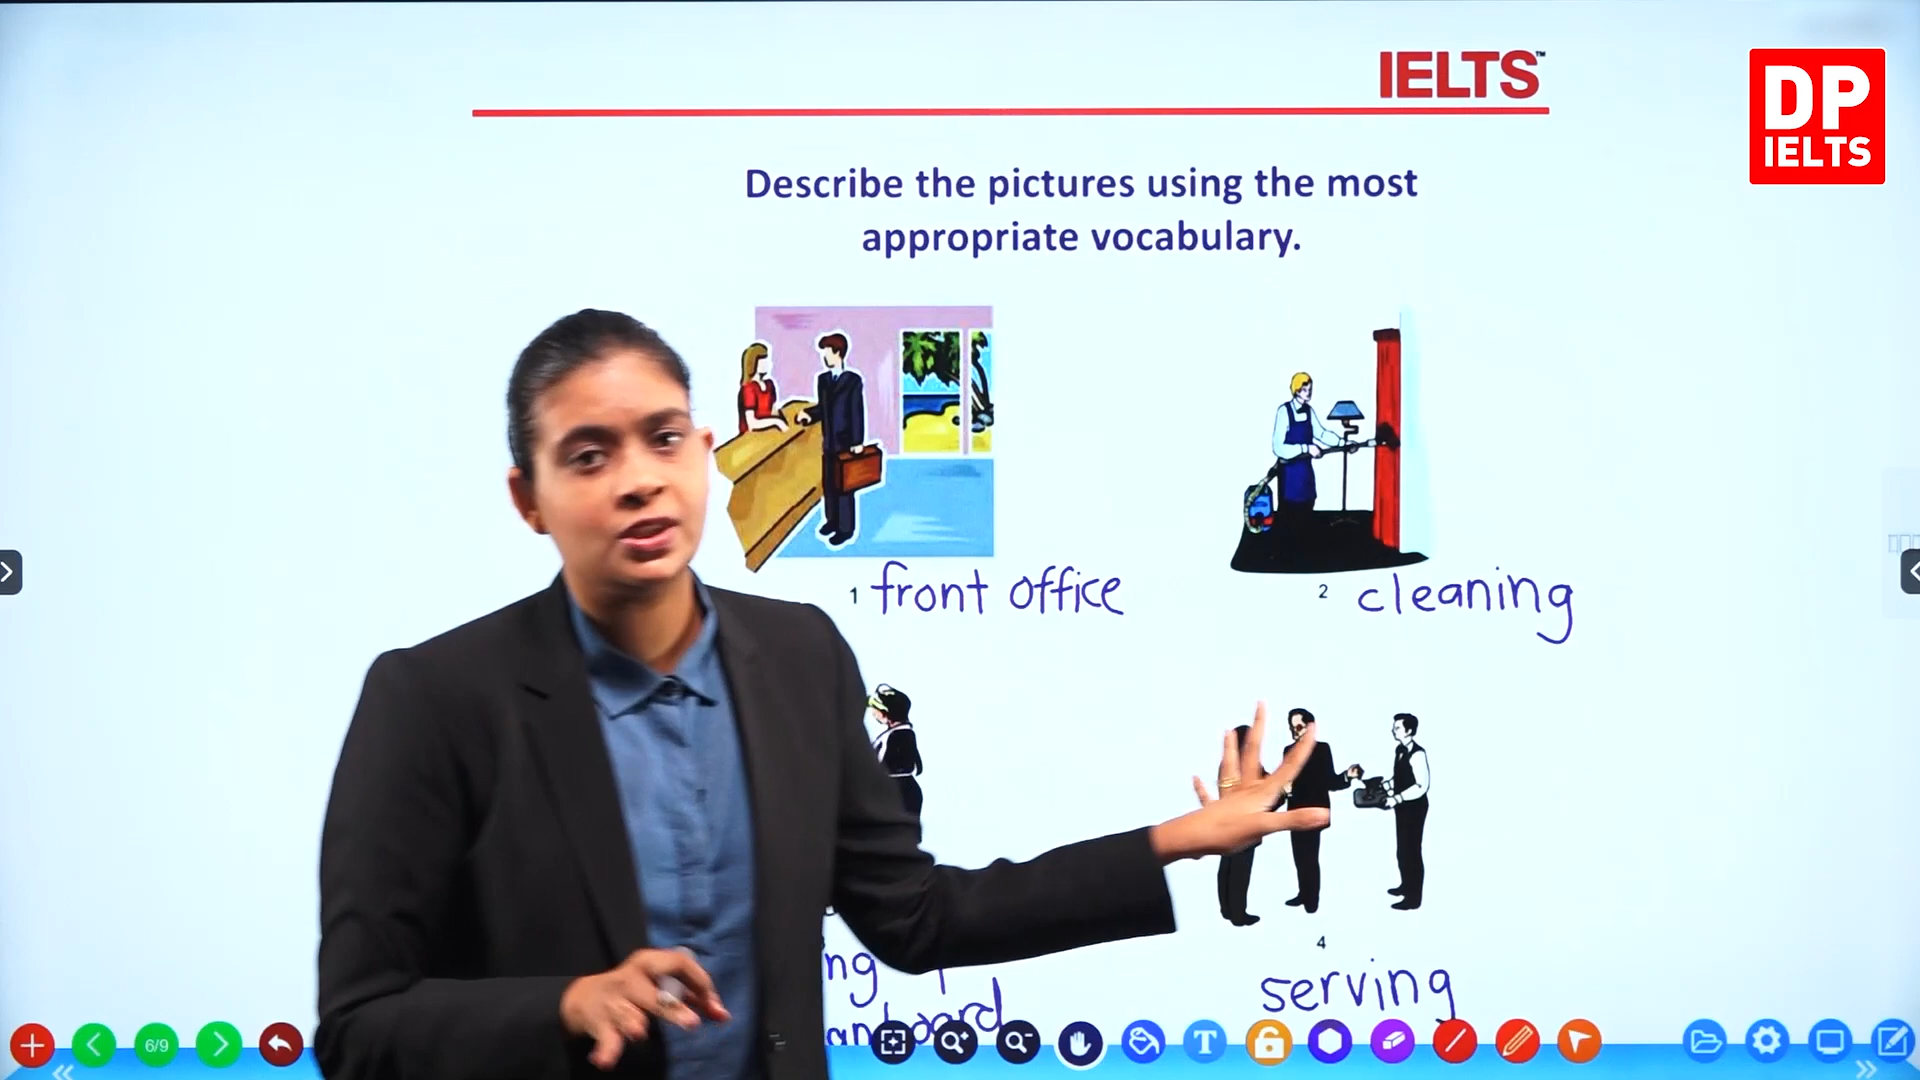 IELTS™
DP
IELTS
Describe the pictures using the most
appropriate vocabulary.
1 front office
2 cleaning
4
serving
6/9
T